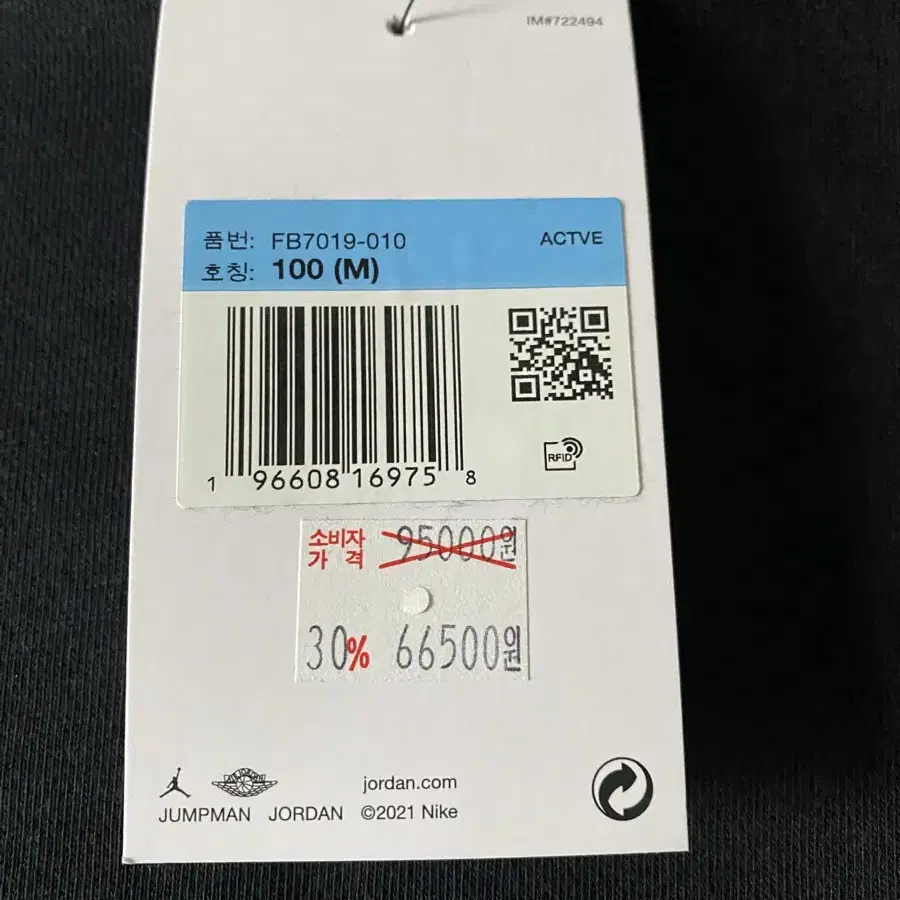 IM#722494
품번: FB7019-010 ACTVE
호칭: 100 (M)
1 96608 16975 8
RFID
소비자 가격 95000원
30% 66500원
jordan.com
JUMPMAN JORDAN ©2021 Nike